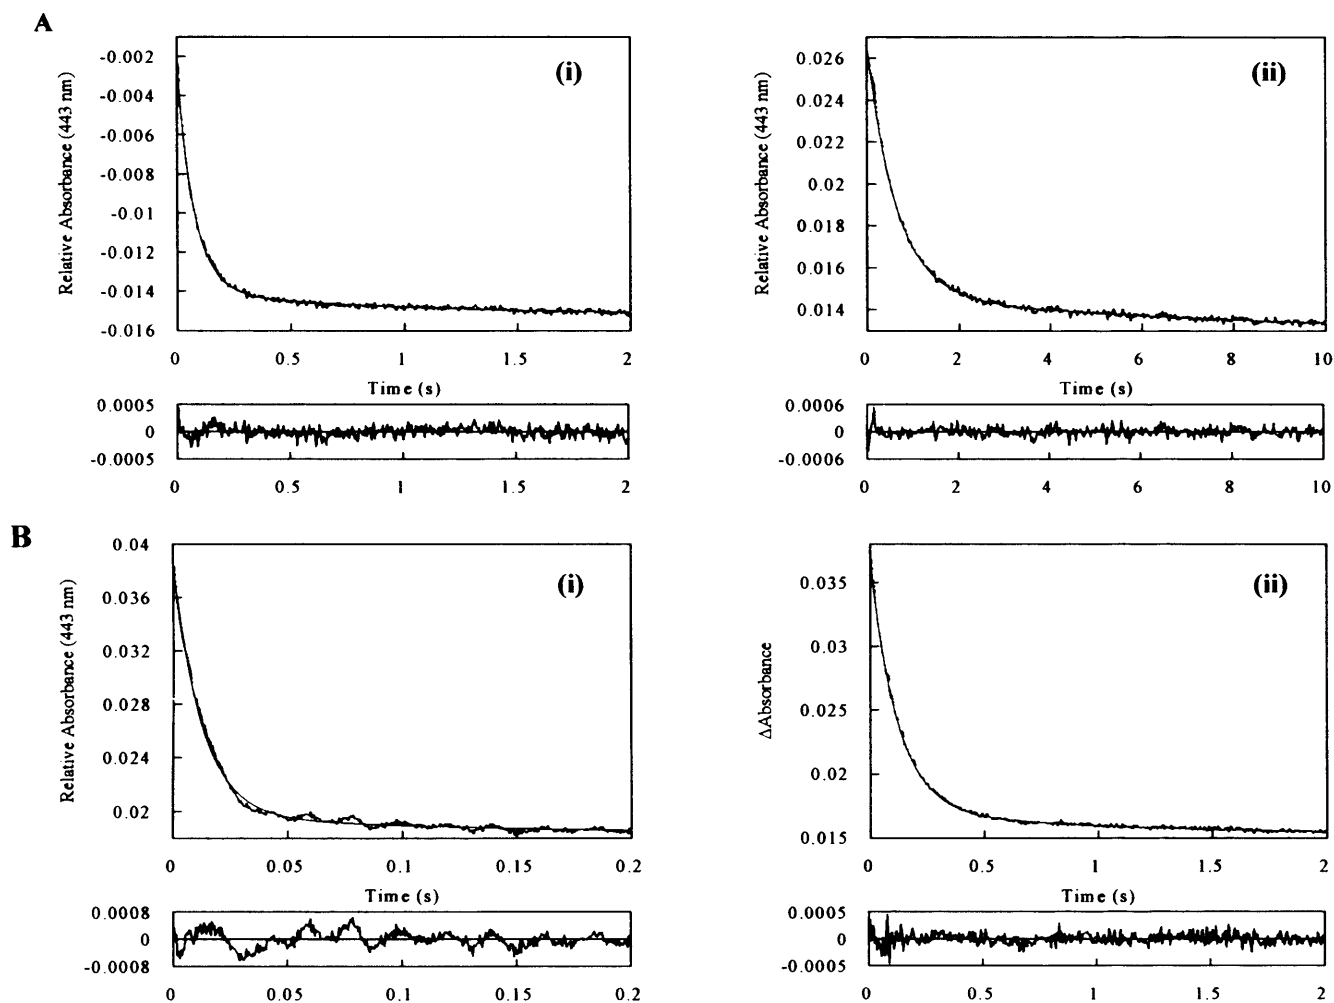 A
(i)
Relative Absorbance (443 nm)
-0.002
-0.004
-0.006
-0.008
-0.01
-0.012
-0.014
-0.016
0 0.5 1 1.5 2
Time (s)
0.0005
0
-0.0005
0 0.5 1 1.5 2
(ii)
Relative Absorbance (443 nm)
0.026
0.024
0.022
0.02
0.018
0.016
0.014
0 2 4 6 8 10
Time (s)
0.0006
0
-0.0006
0 2 4 6 8 10
B
(i)
Relative Absorbance (443 nm)
0.04
0.036
0.032
0.028
0.024
0.02
0 0.05 0.1 0.15 0.2
Time (s)
0.0008
0
-0.0008
0 0.05 0.1 0.15 0.2
(ii)
ΔAbsorbance
0.035
0.03
0.025
0.02
0.015
0 0.5 1 1.5 2
Time (s)
0.0005
0
-0.0005
0 0.5 1 1.5 2